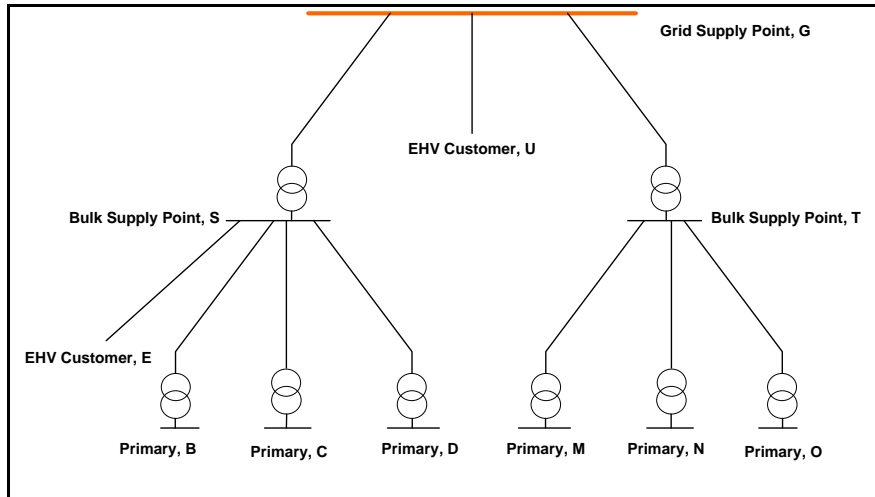 Grid Supply Point, G
EHV Customer, U
Bulk Supply Point, S
Bulk Supply Point, T
EHV Customer, E
Primary, B
Primary, C
Primary, D
Primary, M
Primary, N
Primary, O